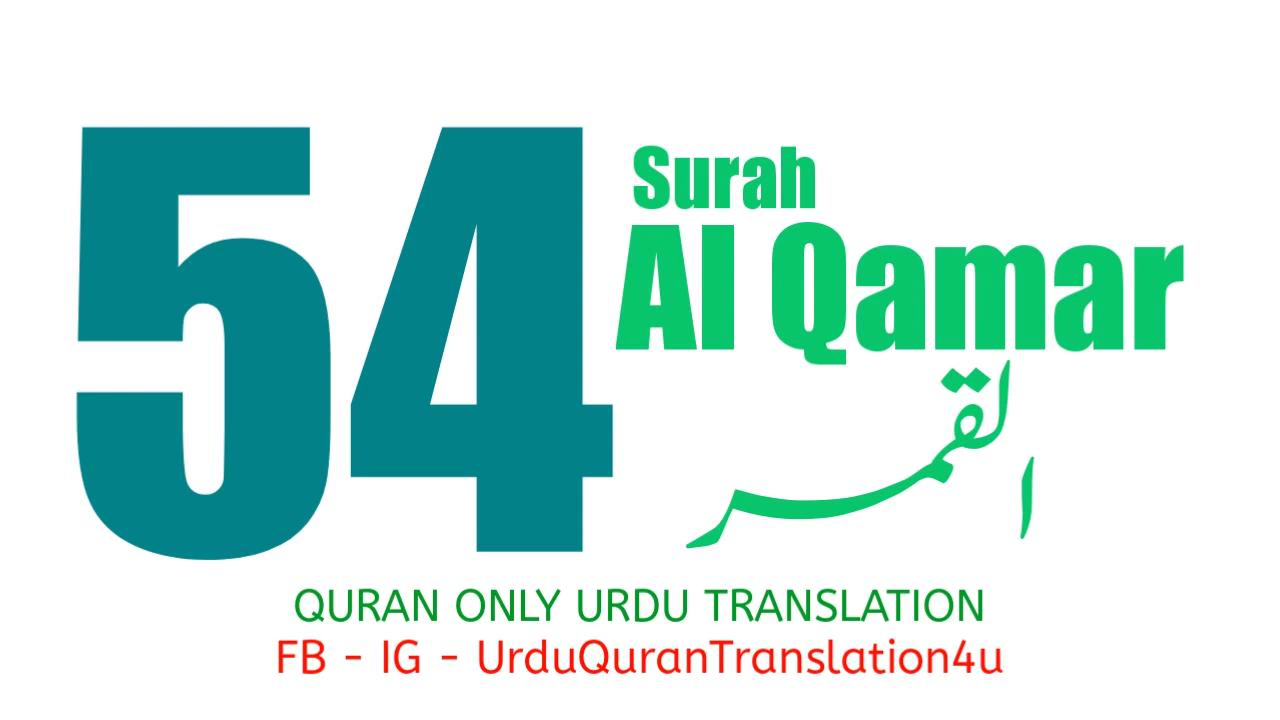 54
Surah
Al Qamar
القمر
QURAN ONLY URDU TRANSLATION
FB - IG - UrduQuranTranslation4u